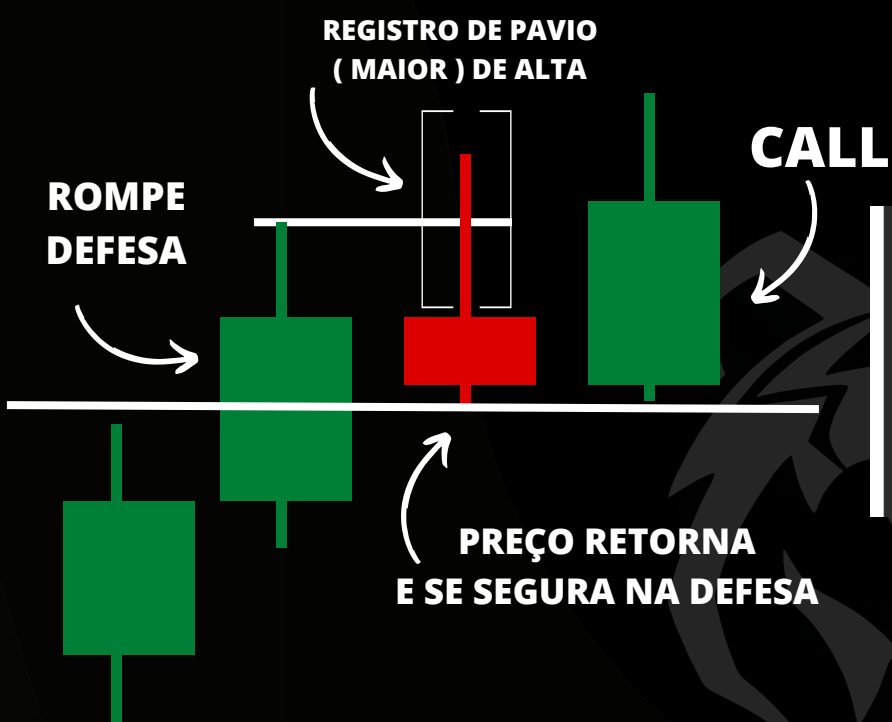 REGISTRO DE PAVIO
( MAIOR ) DE ALTA
CALL
ROMPE
DEFESA
PREÇO RETORNA
E SE SEGURA NA DEFESA